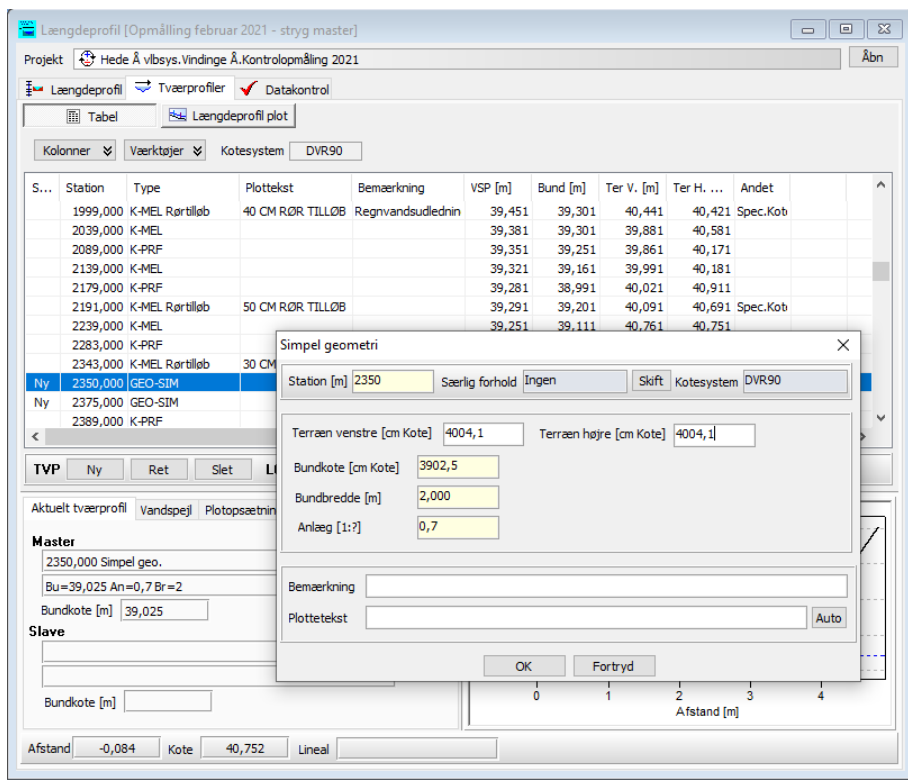 Længdeprofil [Opmålling februar 2021 - stryg master]
Projekt Hede Å vlbsys.Vindinge Å.Kontrolopmåling 2021 Åbn
Længdeprofil Tværprofiler Datakontrol
Tabel Længdeprofil plot
Kolonner Værktøjer Kotesystem DVR90
S... Station Type Plottekst Bemærkning VSP [m] Bund [m] Ter V. [m] Ter H. ... Andet
1999,000 K-MEL Rørtilløb 40 CM RØR TILLØB Regnvandsudlednin 39,451 39,301 40,441 40,421 Spec.Kot
2039,000 K-MEL 39,381 39,301 39,881 40,581
2089,000 K-PRF 39,351 39,251 39,861 40,171
2139,000 K-MEL 39,321 39,161 39,991 40,181
2179,000 K-PRF 39,281 38,991 40,021 40,911
2191,000 K-MEL Rørtilløb 50 CM RØR TILLØB 39,291 39,201 40,091 40,691 Spec.Kot
2239,000 K-MEL 39,251 39,111 40,761 40,751
2283,000 K-PRF
2343,000 K-MEL Rørtilløb 30 CM
Ny 2350,000 GEO-SIM
Ny 2375,000 GEO-SIM
2389,000 K-PRF
TVP Ny Ret Slet
Simpel geometri
Station [m] 2350 Særlig forhold Ingen Skift Kotesystem DVR90
Terræn venstre [cm Kote] 4004,1 Terræn højre [cm Kote] 4004,1
Bundkote [cm Kote] 3902,5
Bundbredde [m] 2,000
Anlæg [1:?] 0,7
Bemærkning
Plottetekst Auto
OK Fortryd
Aktuelt tværprofil Vandspejl Plotopsætnin
Master
2350,000 Simpel geo.
Bu=39,025 An=0,7 Br=2
Bundkote [m] 39,025
Slave
Bundkote [m]
0 1 2 3 4
Afstand [m]
Afstand -0,084 Kote 40,752 Lineal